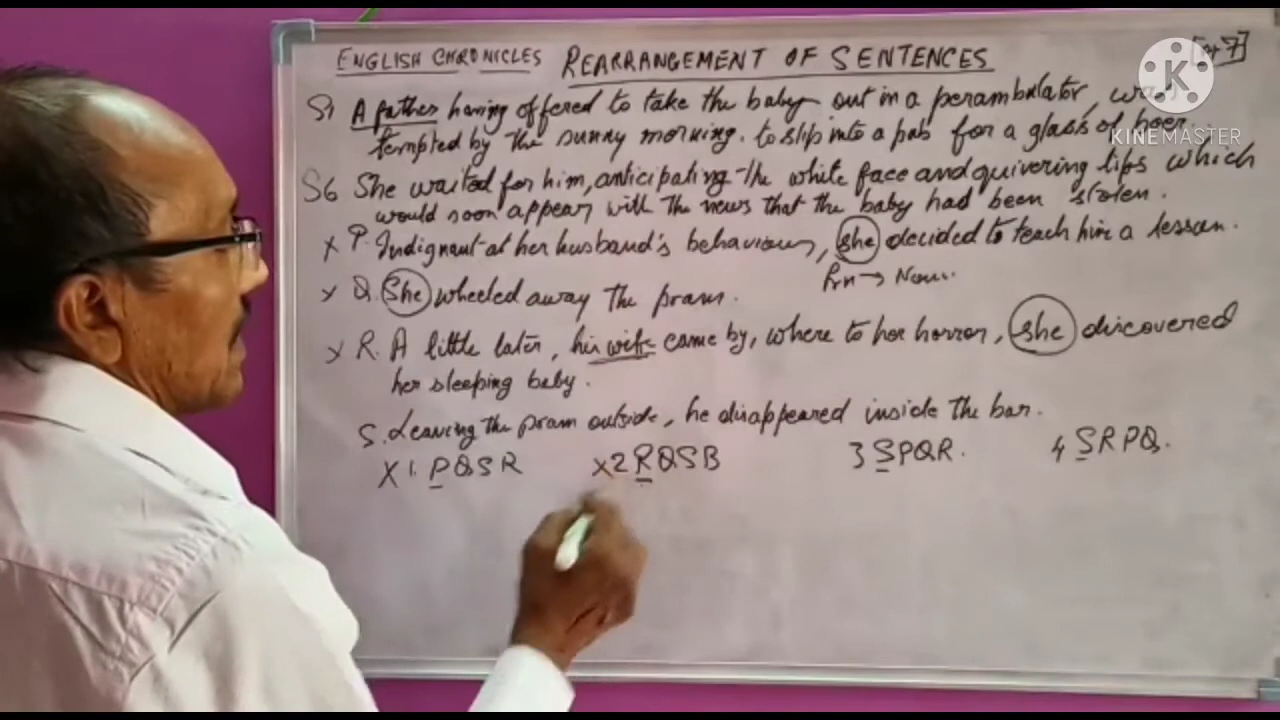 ENGLISH CHRONICLES REARRANGEMENT OF SENTENCES
K
KINEMASTER
S1 A father having offered to take the baby out in a perambulator, was
tempted by the sunny morning. to slip into a pab for a glass of beer.
S6 She waited for him, anticipating the white face and quivering lips which
would soon appear with the news that the baby had been stolen.
X P. Indignant at her husband's behaviour, she decided to teach him a lesson.
Prn → Noun.
X Q. She wheeled away the pram.
X R. A little later, his wife came by, where to her horror, she discovered
her sleeping baby.
S. Leaving the pram outside, he disappeared inside the bar.
X 1. PQSR X2 RQSB 3 SPQR. 4 SRPQ.